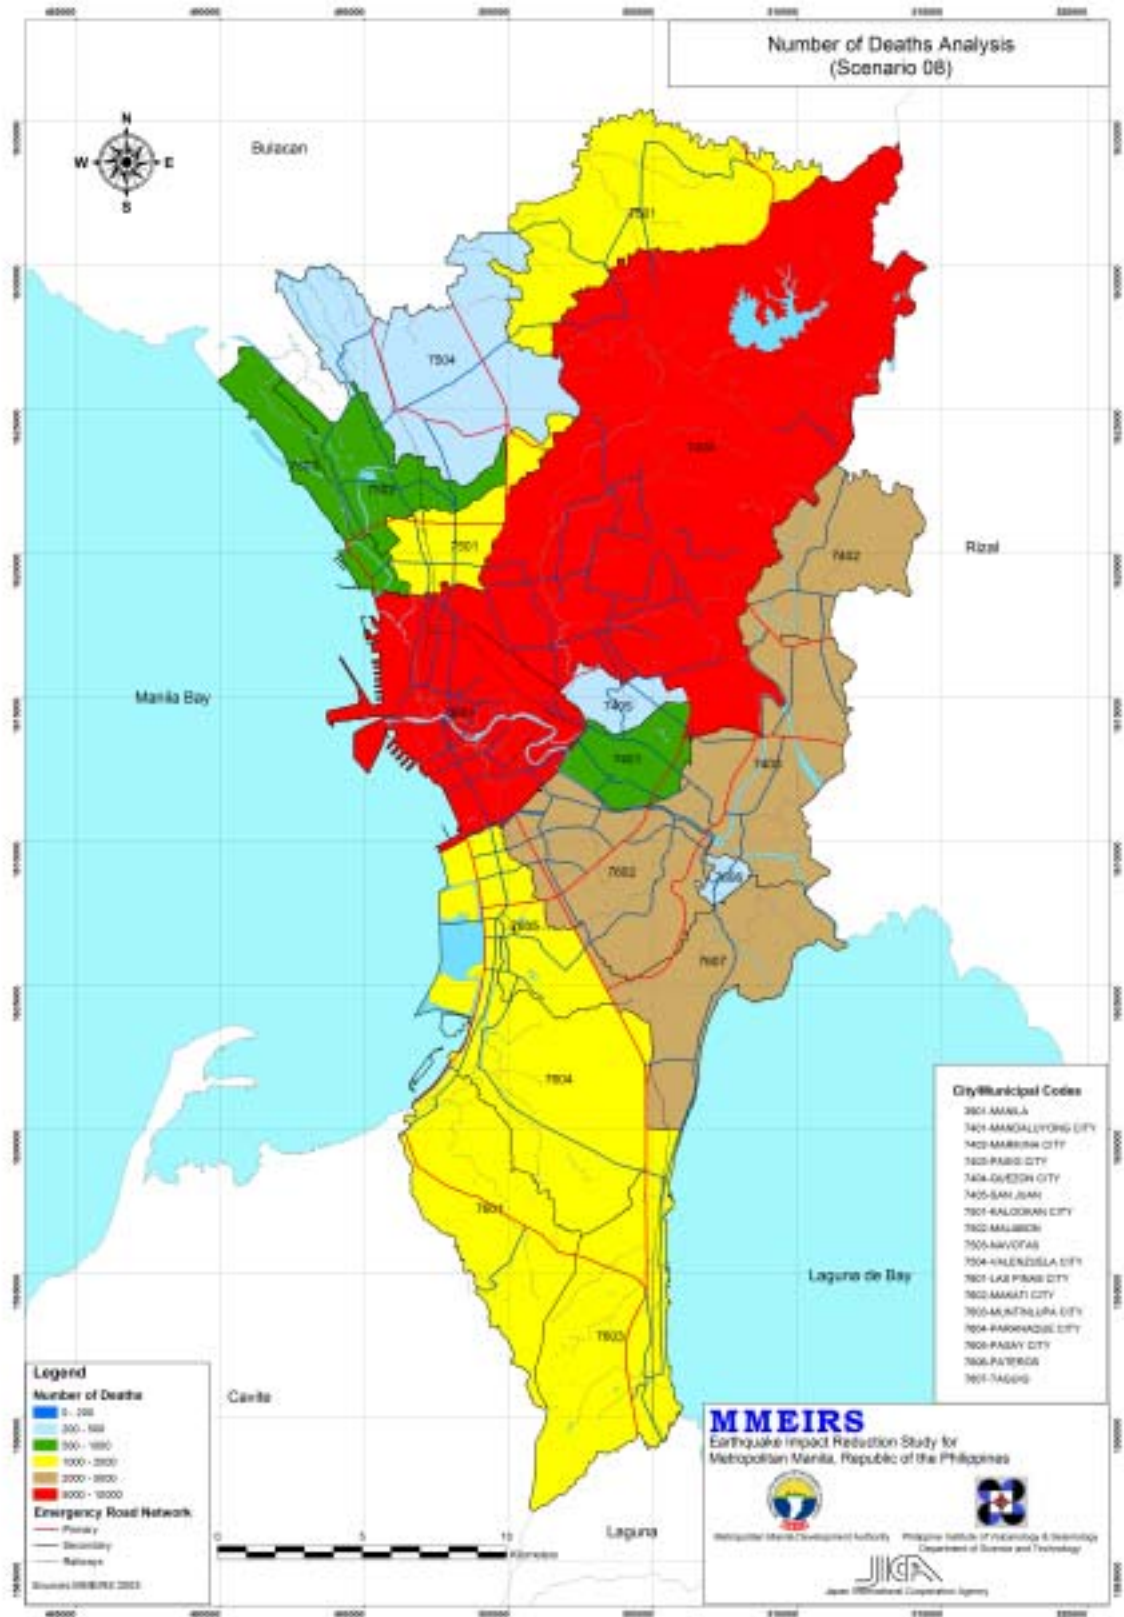 Number of Deaths Analysis
(Scenario 08)
N
W
E
S
Bulacan
7501
7504
7502
7501
7402
Rizal
Manila Bay
7405
7401
7403
7602
7606
7605
7607
7604
7601
7603
Laguna de Bay
Cavite
Laguna
City/Municipal Codes
3901-MANILA
7401-MANDALUYONG CITY
7402-MARIKINA CITY
7403-PASIG CITY
7404-QUEZON CITY
7405-SAN JUAN
7501-KALOOKAN CITY
7502-MALABON
7503-NAVOTAS
7504-VALENZUELA CITY
7601-LAS PINAS CITY
7602-MAKATI CITY
7603-MUNTINLUPA CITY
7604-PARANAQUE CITY
7605-PASAY CITY
7606-PATEROS
7607-TAGUIG
Legend
Number of Deaths
0 - 200
200 - 500
500 - 1000
1000 - 2000
2000 - 5000
5000 - 10000
Emergency Road Network
Primary
Secondary
Railways
Sources:MMEIRS 2003
0 5 10
Kilometers
MMEIRS
Earthquake Impact Reduction Study for
Metropolitan Manila, Republic of the Philippines
Metropolitan Manila Development Authority
Philippine Institute of Volcanology & Seismology
Department of Science and Technology
JICA
Japan International Cooperation Agency